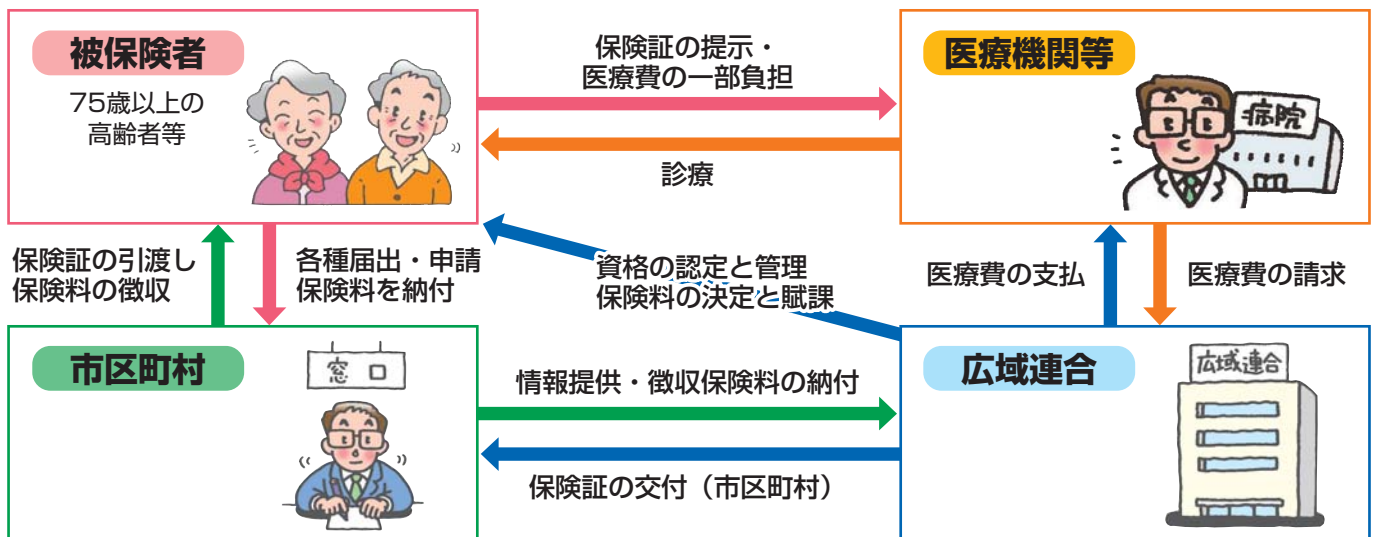 被保険者
75歳以上の
高齢者等
保険証の提示・
医療費の一部負担
診療
医療機関等
病院
保険証の引渡し
保険料の徴収
各種届出・申請
保険料を納付
資格の認定と管理
保険料の決定と賦課
医療費の支払
医療費の請求
市区町村
窓口
情報提供・徴収保険料の納付
保険証の交付（市区町村）
広域連合
広域連合